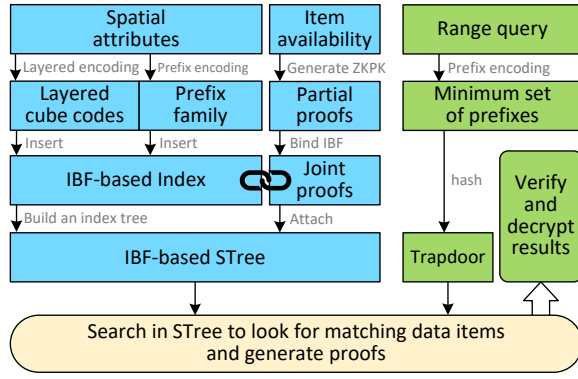 Spatial
attributes
Item
availability
Range query
Layered encoding
Prefix encoding
Generate ZKPK
Prefix encoding
Layered
cube codes
Prefix
family
Partial
proofs
Minimum set
of prefixes
Insert
Insert
Bind IBF
IBF-based Index
Joint
proofs
hash
Verify
and
decrypt
results
Build an index tree
Attach
IBF-based STree
Trapdoor
Search in STree to look for matching data items
and generate proofs